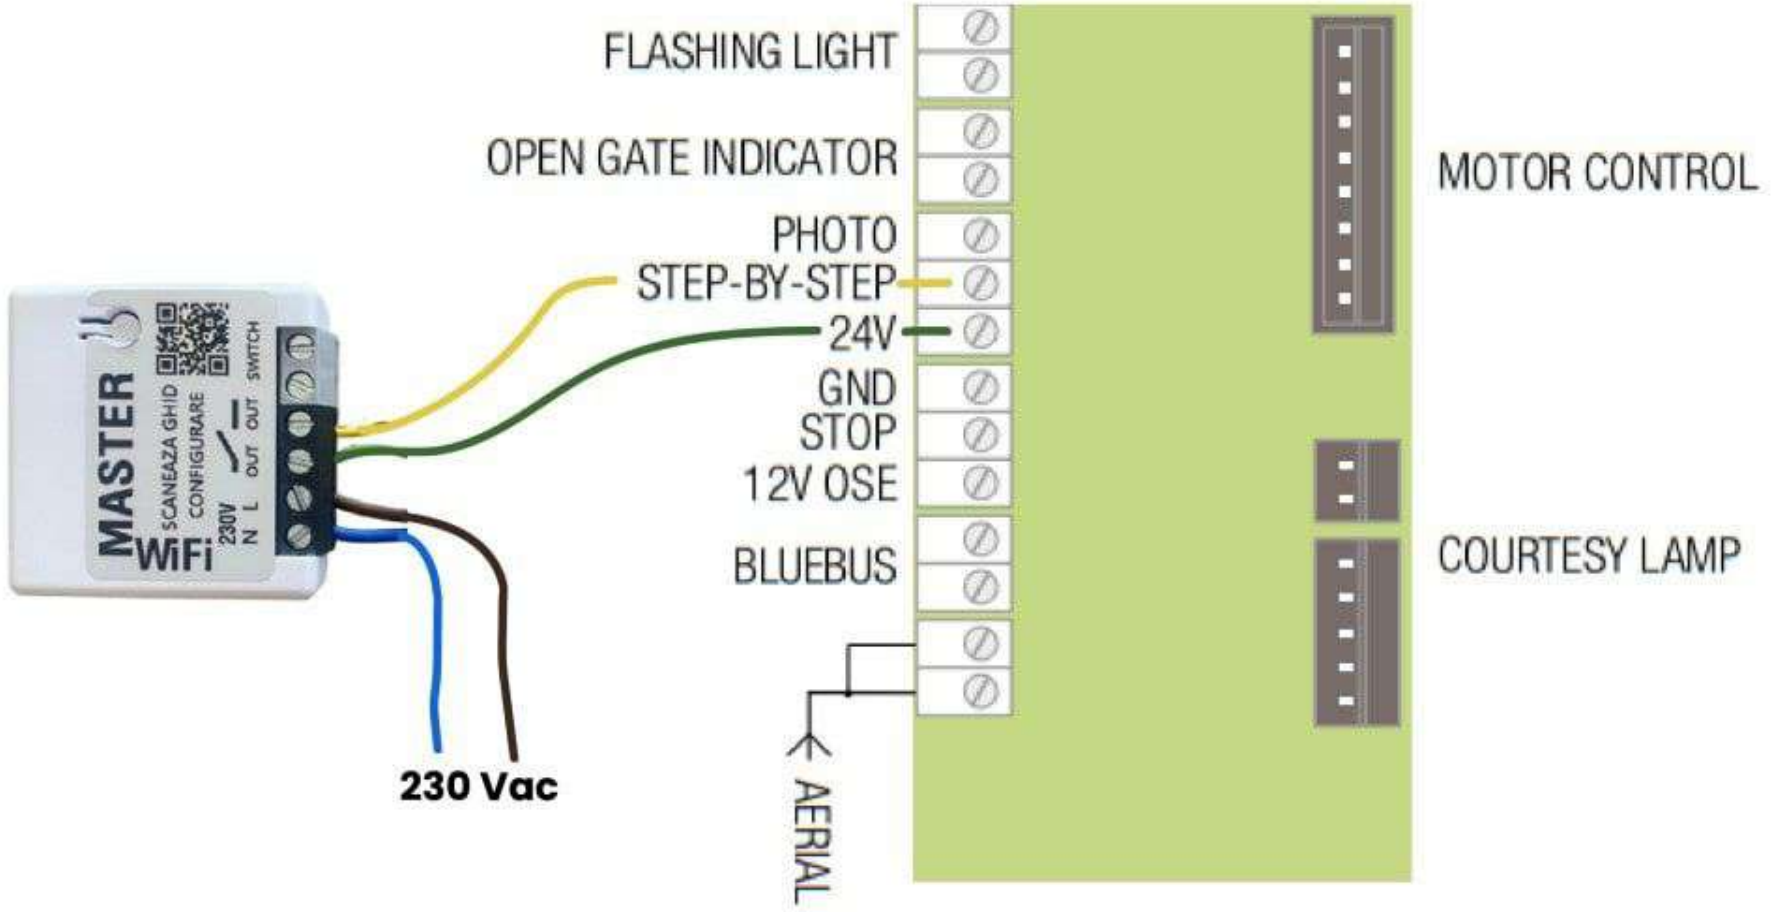 FLASHING LIGHT
OPEN GATE INDICATOR
PHOTO
STEP-BY-STEP
24V
GND
STOP
12V OSE
BLUEBUS
AERIAL
MOTOR CONTROL
COURTESY LAMP
MASTER
WiFi
SCANEAZA GHID
CONFIGURARE
230V
N L OUT OUT SWITCH
230 Vac